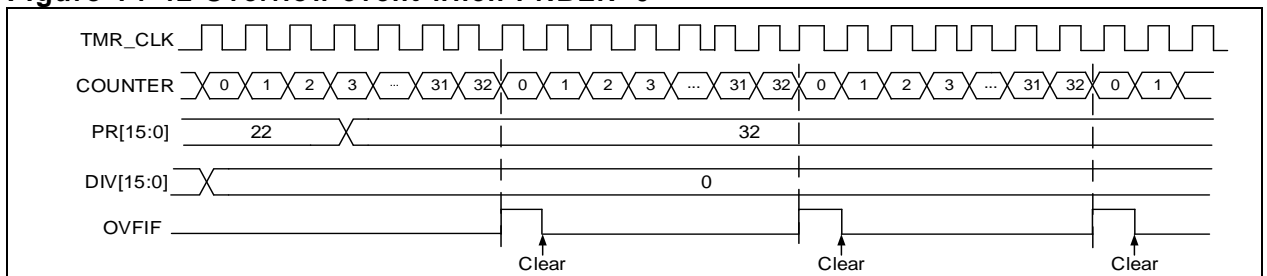 TMR_CLK
COUNTER 0 1 2 3 ... 31 32 0 1 2 3 ... 31 32 0 1 2 3 ... 31 32 0 1
PR[15:0] 22 32
DIV[15:0] 0
OVFIF
Clear Clear Clear